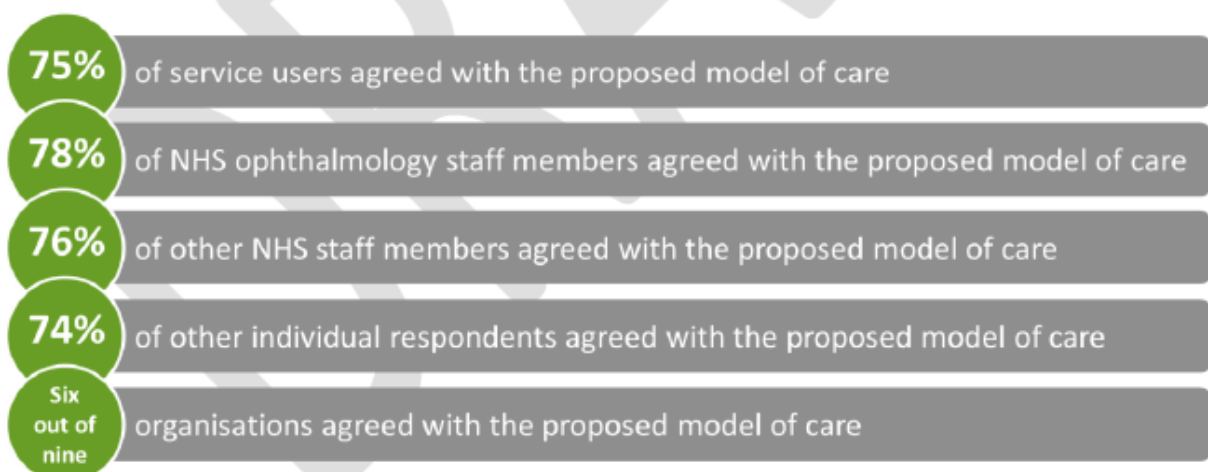 75% of service users agreed with the proposed model of care
78% of NHS ophthalmology staff members agreed with the proposed model of care
76% of other NHS staff members agreed with the proposed model of care
74% of other individual respondents agreed with the proposed model of care
Six
out of
nine
organisations agreed with the proposed model of care